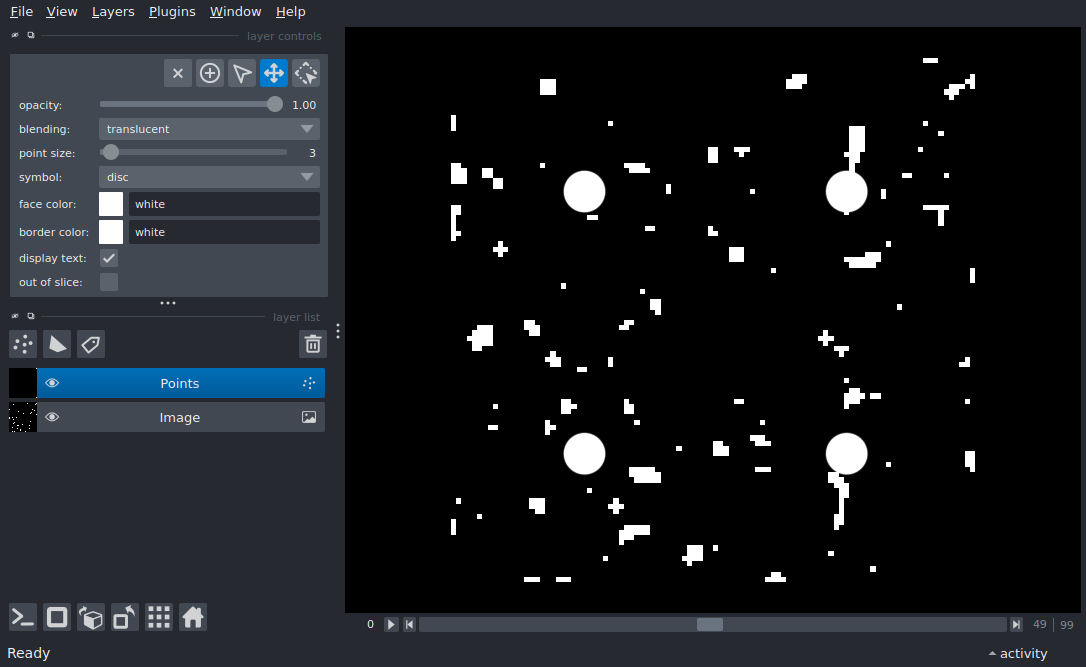 File View Layers Plugins Window Help
layer controls
opacity: 1.00
blending: translucent
point size: 3
symbol: disc
face color: white
border color: white
display text:
out of slice:
layer list
Points
Image
0 49 99
Ready activity